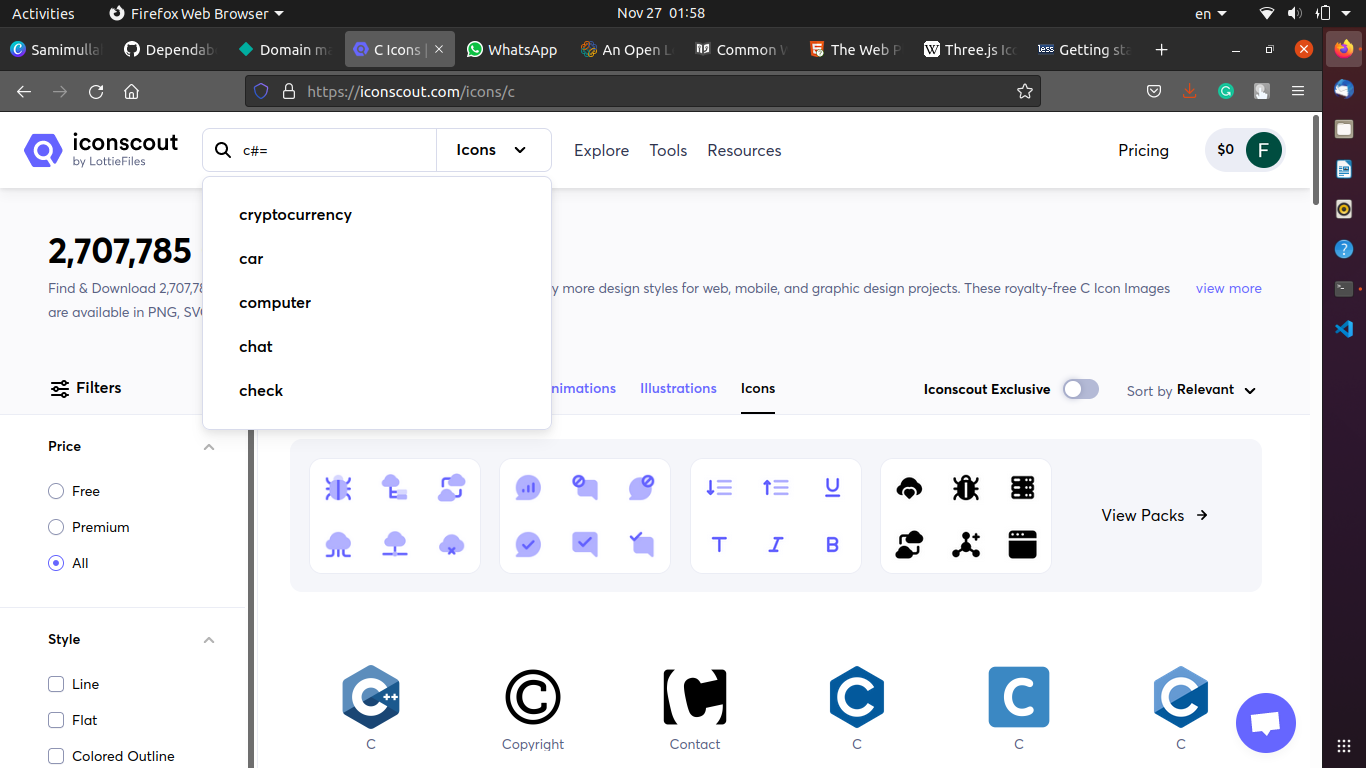 Activities Firefox Web Browser Nov 27 01:58 en
Samimulla Dependab Domain ma C Icons | WhatsApp An Open Le Common W The Web P Three.js Ico less Getting sta
https://iconscout.com/icons/c
iconscout
by LottieFiles
c#= Icons Explore Tools Resources Pricing $0 F
cryptocurrency
car
computer
chat
check
2,707,785
Find & Download 2,707,78 y more design styles for web, mobile, and graphic design projects. These royalty-free C Icon Images view more
are available in PNG, SVG
Filters nimations Illustrations Icons Iconscout Exclusive Sort by Relevant
Price
Free
Premium
All
View Packs
U
T I B
Style
Line
Flat
Colored Outline
C++ © C C C
C Copyright Contact C C C